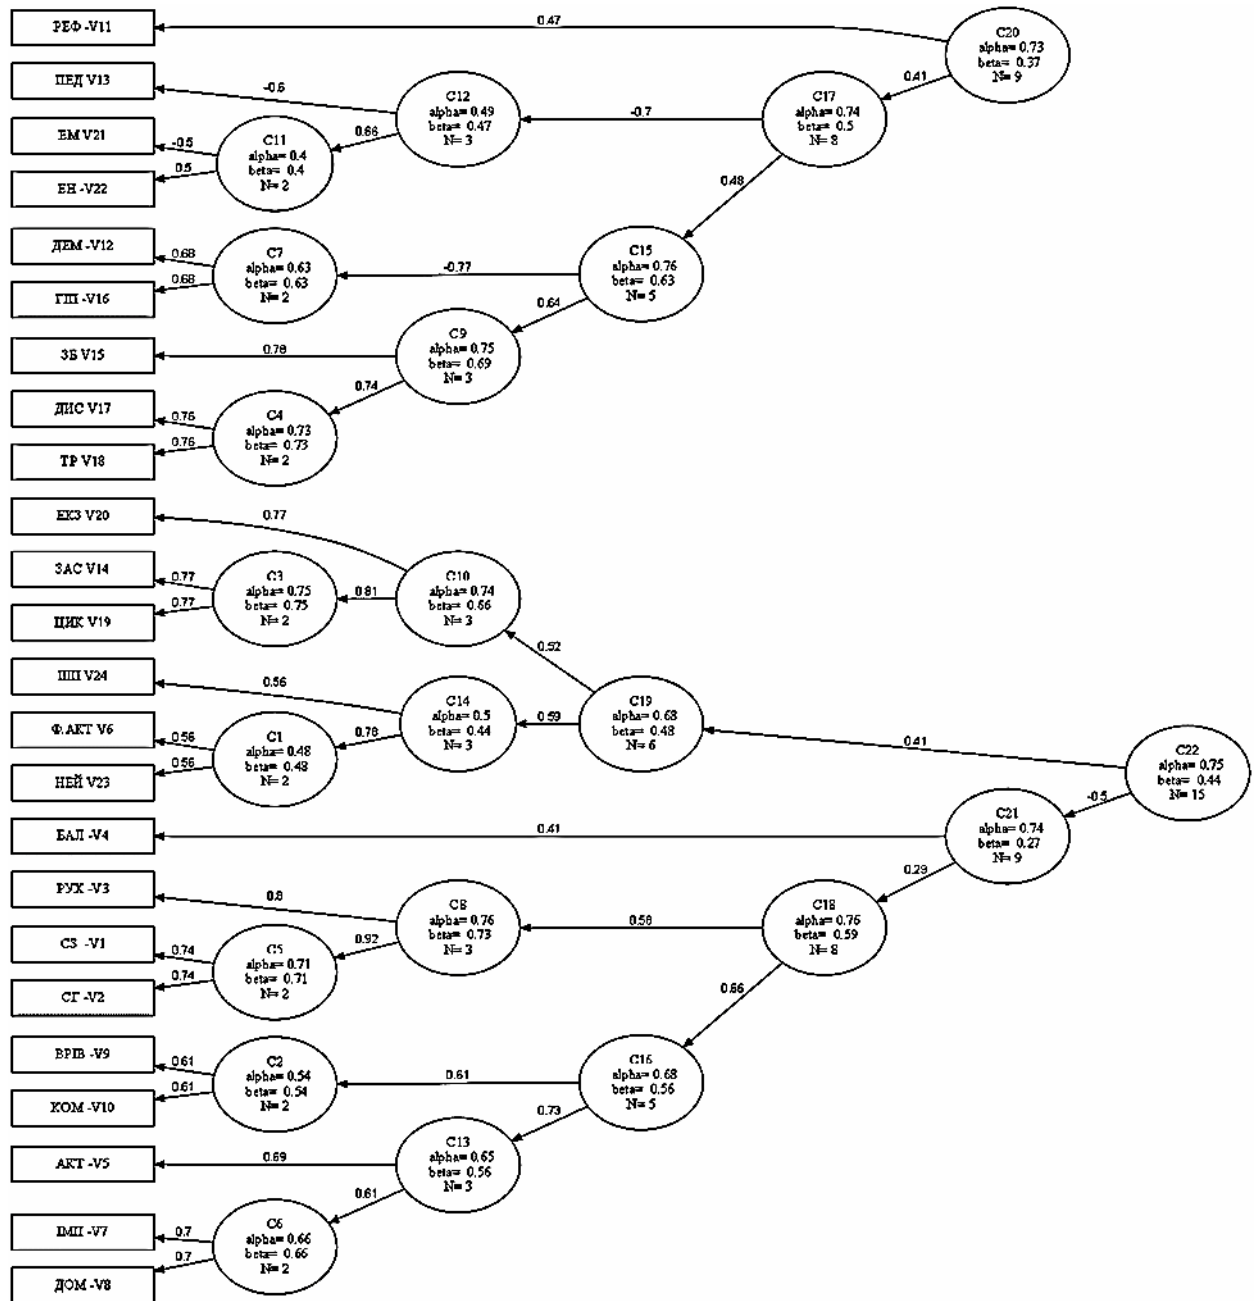 РЕФ -V11
0.47
C20
alpha= 0.73
beta= 0.37
N= 9
ПЕД V13
-0.6
C12
alpha= 0.49
beta= 0.47
N= 3
0.66
-0.7
C17
alpha= 0.74
beta= 0.5
N= 8
0.41
ЕМ V21
-0.5
C11
alpha= 0.4
beta= 0.4
N= 2
ЕН -V22
0.5
0.48
ДЕМ -V12
0.68
C7
alpha= 0.63
beta= 0.63
N= 2
-0.77
C15
alpha= 0.76
beta= 0.63
N= 5
ГІП -V16
0.68
0.64
ЗБ V15
0.78
C9
alpha= 0.75
beta= 0.69
N= 3
0.74
ДИС V17
0.76
C4
alpha= 0.73
beta= 0.73
N= 2
ТР V18
0.76
ЕКЗ V20
0.77
ЗАС V14
0.77
C3
alpha= 0.75
beta= 0.75
N= 2
0.81
C10
alpha= 0.74
beta= 0.66
N= 3
ЦИК V19
0.77
0.52
ШП V24
0.56
C14
alpha= 0.5
beta= 0.44
N= 3
0.59
C19
alpha= 0.68
beta= 0.48
N= 6
0.78
Ф.АКТ V6
0.56
C1
alpha= 0.48
beta= 0.48
N= 2
НЕЙ V23
0.56
0.41
C22
alpha= 0.75
beta= 0.44
N= 15
-0.5
БАЛ -V4
0.41
C21
alpha= 0.74
beta= 0.27
N= 9
0.29
РУХ -V3
0.8
C8
alpha= 0.76
beta= 0.73
N= 3
0.92
0.58
C18
alpha= 0.76
beta= 0.59
N= 8
СЗ -V1
0.74
C5
alpha= 0.71
beta= 0.71
N= 2
СГ -V2
0.74
0.66
ВРІВ -V9
0.61
C2
alpha= 0.54
beta= 0.54
N= 2
0.61
C16
alpha= 0.68
beta= 0.56
N= 5
КОМ -V10
0.61
0.73
АКТ -V5
0.69
C13
alpha= 0.65
beta= 0.56
N= 3
0.61
ІМП -V7
0.7
C6
alpha= 0.66
beta= 0.66
N= 2
ДОМ -V8
0.7